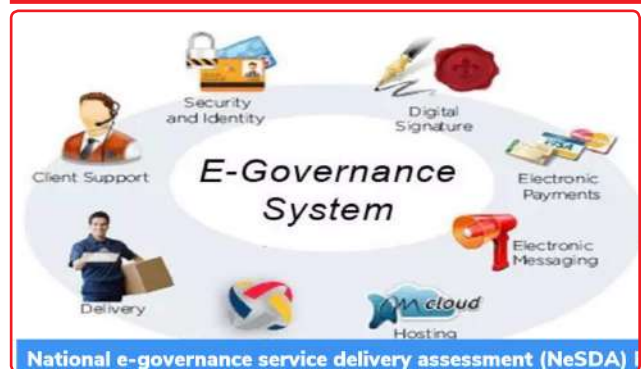 Security
and Identity
Digital
Signature
Client Support
E-Governance
System
Electronic
Payments
VISA
Electronic
Messaging
Delivery
cloud
Hosting
National e-governance service delivery assessment (NeSDA)